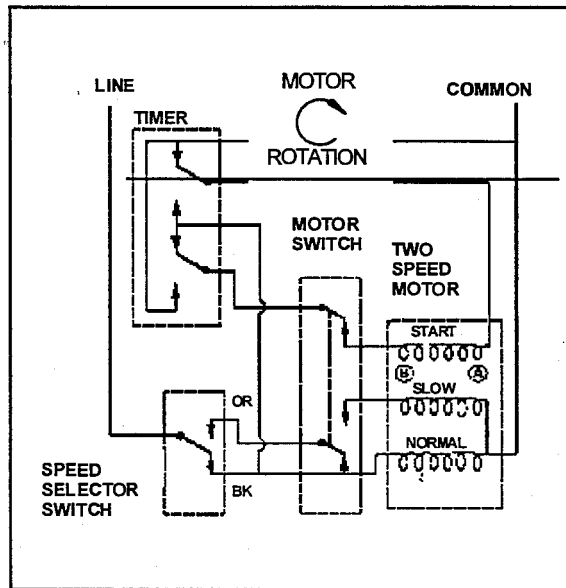 MOTOR
LINE
COMMON
TIMER
ROTATION
MOTOR
SWITCH
TWO
SPEED
MOTOR
START
B
A
SLOW
OR
NORMAL
SPEED
SELECTOR
SWITCH
BK